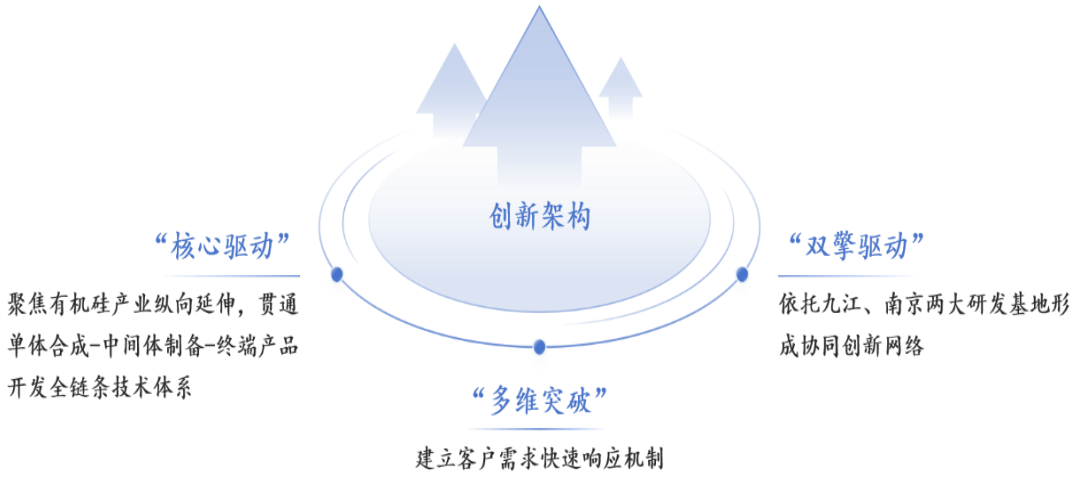 创新架构
“核心驱动”
聚焦有机硅产业纵向延伸，贯通
单体合成-中间体制备-终端产品
开发全链条技术体系
“双擎驱动”
依托九江、南京两大研发基地形
成协同创新网络
“多维突破”
建立客户需求快速响应机制